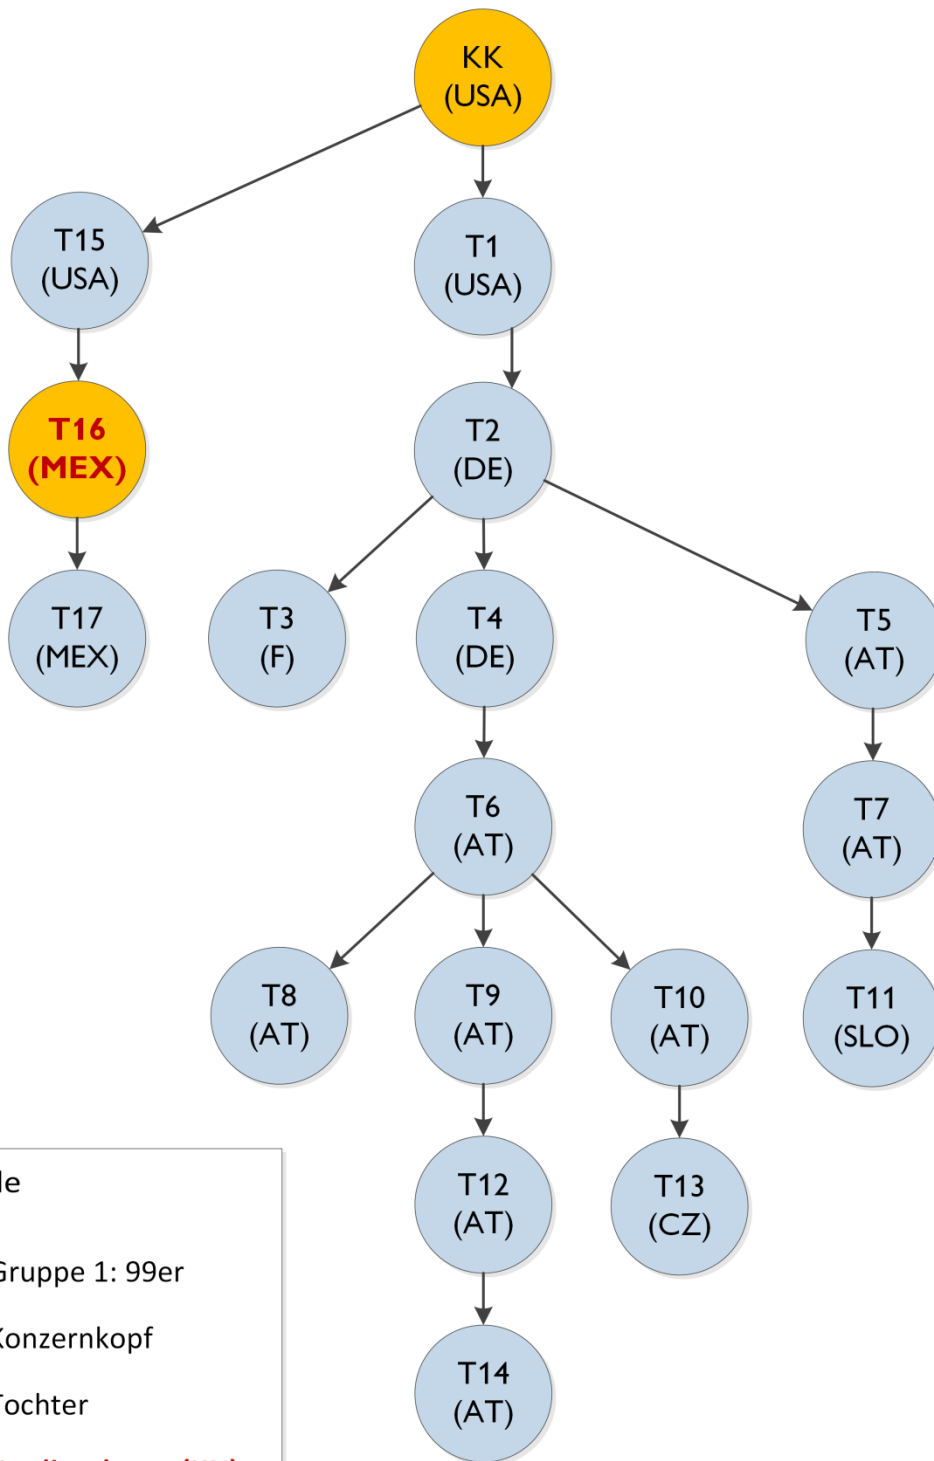 KK
(USA)
T15
(USA)
T1
(USA)
T16
(MEX)
T2
(DE)
T17
(MEX)
T3
(F)
T4
(DE)
T5
(AT)
T6
(AT)
T7
(AT)
T8
(AT)
T9
(AT)
T10
(AT)
T11
(SLO)
T12
(AT)
T13
(CZ)
T14
(AT)
Gruppe 1: 99er
Konzernkopf
Tochter